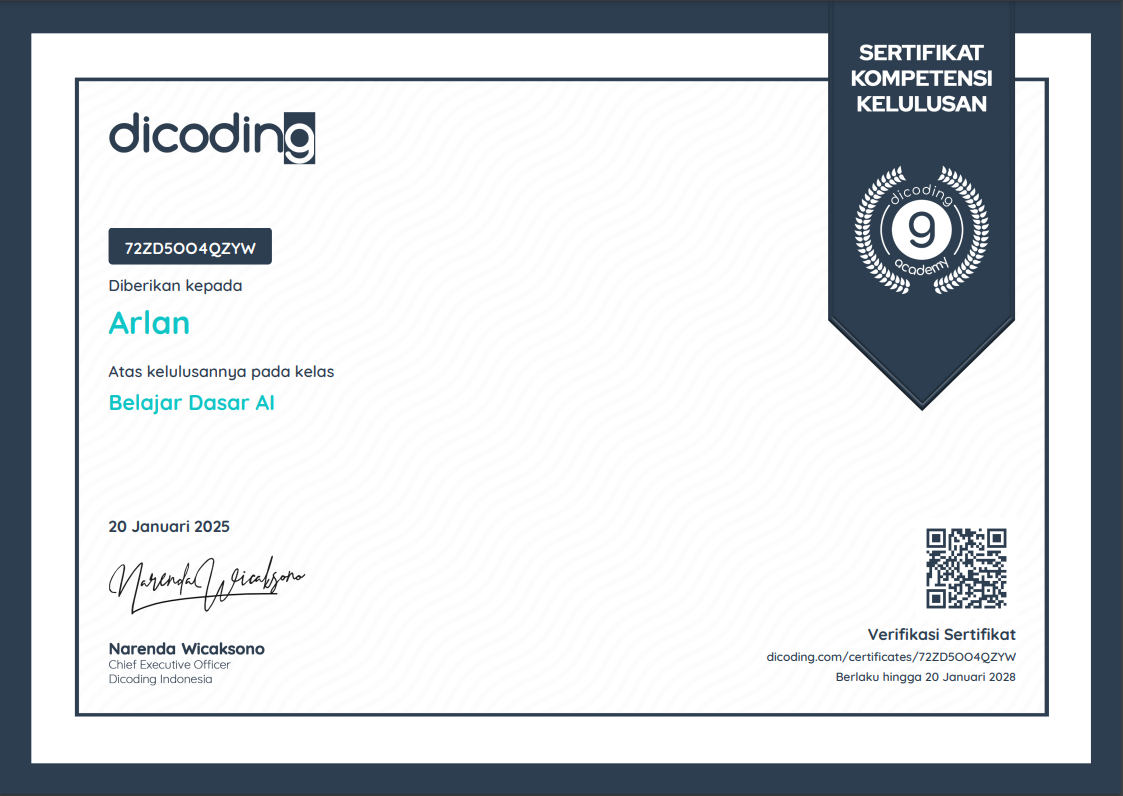 SERTIFIKAT
KOMPETENSI
KELULUSAN
dicoding
dicoding
9
academy
72ZD5OO4QZYW
Diberikan kepada
Arlan
Atas kelulusannya pada kelas
Belajar Dasar AI
20 Januari 2025
Narenda Wicaksono
Narenda Wicaksono
Chief Executive Officer
Dicoding Indonesia
Verifikasi Sertifikat
dicoding.com/certificates/72ZD5OO4QZYW
Berlaku hingga 20 Januari 2028